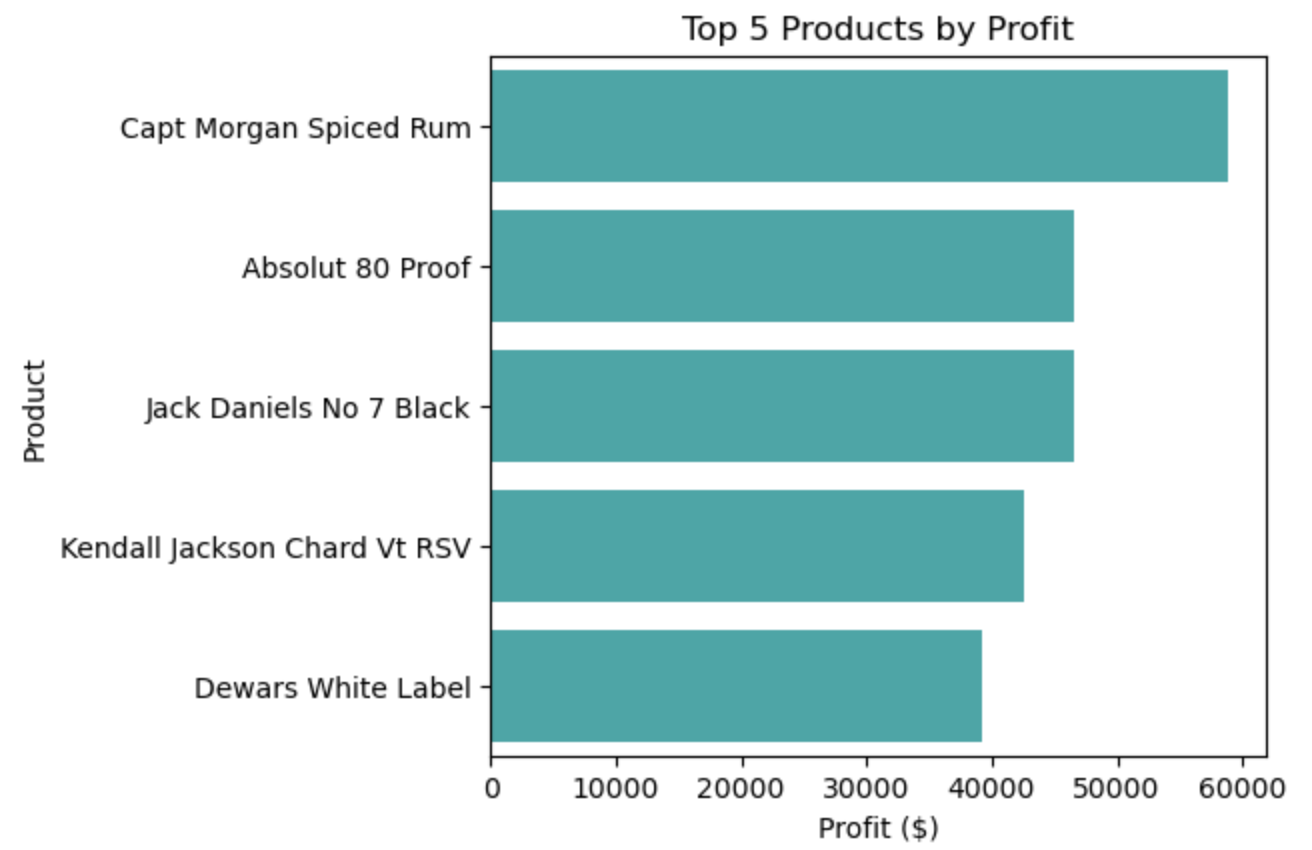 Top 5 Products by Profit
Capt Morgan Spiced Rum
Absolut 80 Proof
Jack Daniels No 7 Black
Kendall Jackson Chard Vt RSV
Dewars White Label
Product
0 10000 20000 30000 40000 50000 60000
Profit ($)